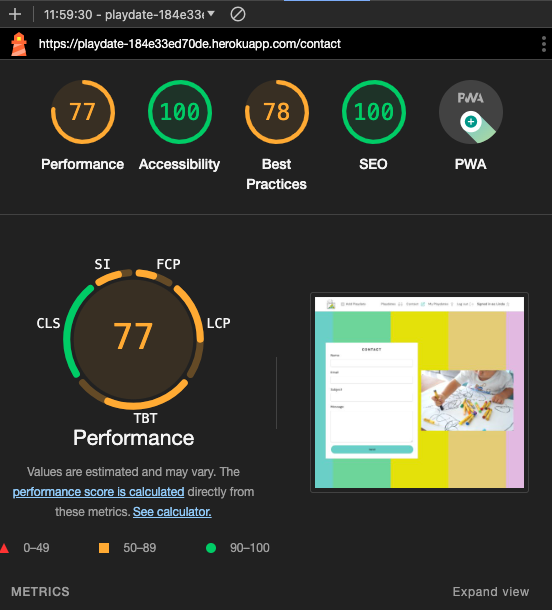 11:59:30 - playdate-184e33
https://playdate-184e33ed70de.herokuapp.com/contact
77 100 78 100 PWA
Performance Accessibility Best Practices SEO PWA
SI FCP
CLS LCP
77
TBT
Performance
Values are estimated and may vary. The
performance score is calculated directly from
these metrics. See calculator.
0–49 50–89 90–100
CONTACT
Name
Email
Subject
Message
METRICS Expand view